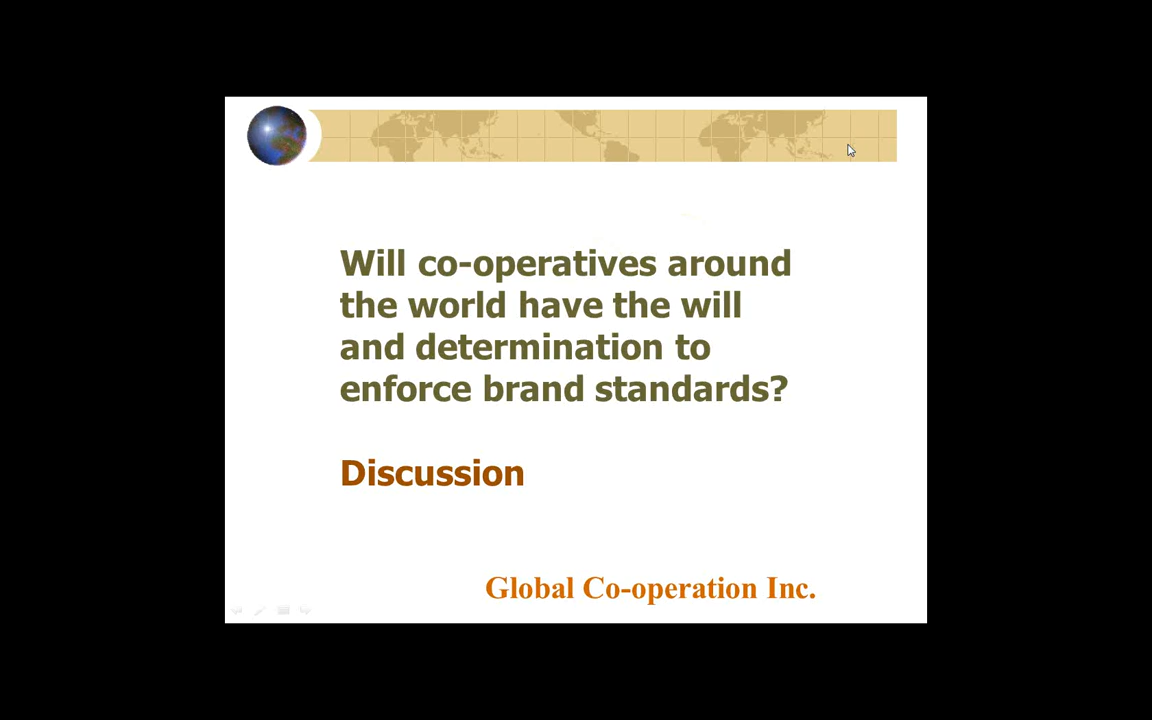 Will co-operatives around
the world have the will
and determination to
enforce brand standards?
Discussion
Global Co-operation Inc.